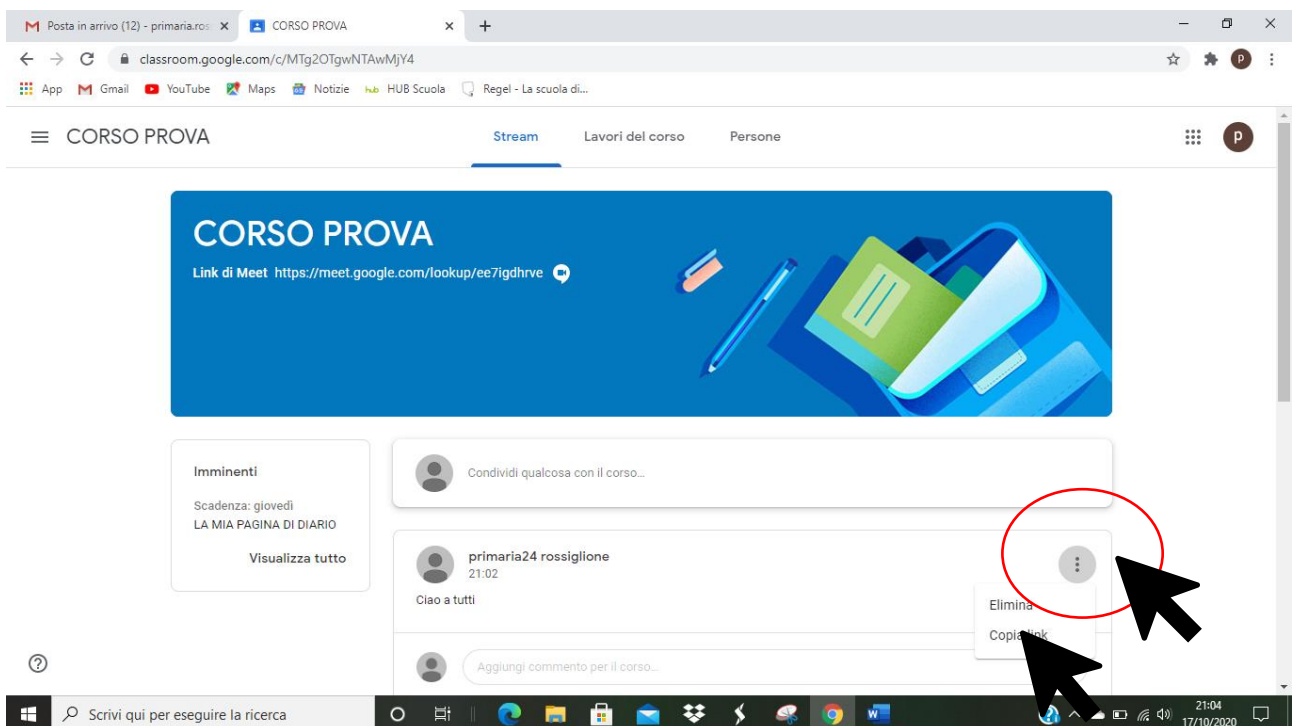 Posta in arrivo (12) - primaria.ros
CORSO PROVA
classroom.google.com/c/MTg2OTgwNTAwMjY4
App
Gmail
YouTube
Maps
Notizie
hub HUB Scuola
Regel - La scuola di...
CORSO PROVA
Stream
Lavori del corso
Persone
P
CORSO PROVA
Link di Meet https://meet.google.com/lookup/ee7igdhrve
Imminenti
Scadenza: giovedì
LA MIA PAGINA DI DIARIO
Visualizza tutto
Condividi qualcosa con il corso...
primaria24 rossiglione
21:02
Ciao a tutti
Elimina
Copia link
Aggiungi commento per il corso...
Scrivi qui per eseguire la ricerca
21:04
17/10/2020